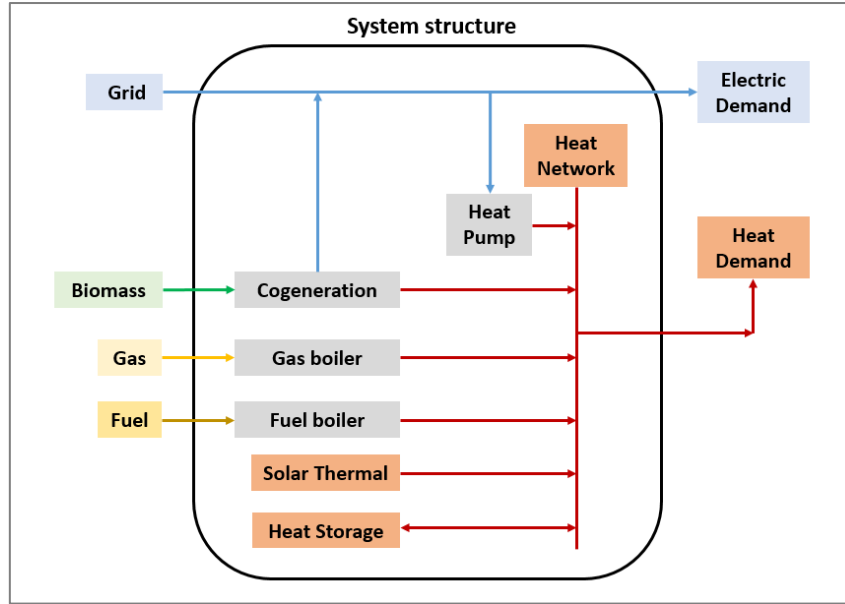 System structure
Grid
Electric
Demand
Heat
Network
Heat
Pump
Heat
Demand
Biomass
Cogeneration
Gas
Gas boiler
Fuel
Fuel boiler
Solar Thermal
Heat Storage